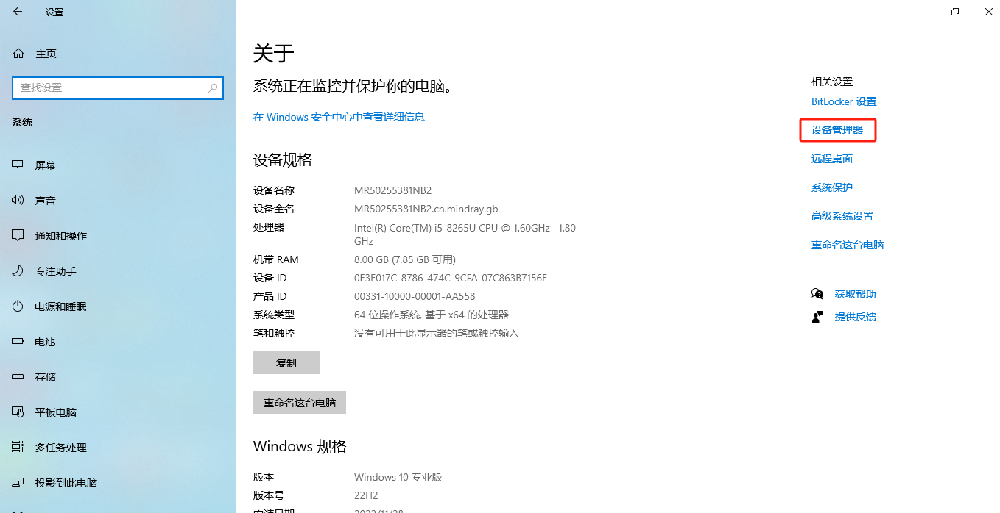 设置
主页
查找设置
系统
屏幕
声音
通知和操作
专注助手
电源和睡眠
电池
存储
平板电脑
多任务处理
投影到此电脑
关于
系统正在监控并保护你的电脑。
在 Windows 安全中心中查看详细信息
设备规格
设备名称 MR50255381NB2
设备全名 MR50255381NB2.cn.mindray.gb
处理器 Intel(R) Core(TM) i5-8265U CPU @ 1.60GHz 1.80
GHz
机带 RAM 8.00 GB (7.85 GB 可用)
设备 ID 0E3E017C-8786-474C-9CFA-07C863B7156E
产品 ID 00331-10000-00001-AA558
系统类型 64 位操作系统, 基于 x64 的处理器
笔和触控 没有可用于此显示器的笔或触控输入
复制
重命名这台电脑
Windows 规格
版本 Windows 10 专业版
版本号 22H2
安装日期 2022/11/28
相关设置
BitLocker 设置
设备管理器
远程桌面
系统保护
高级系统设置
重命名这台电脑
获取帮助
提供反馈